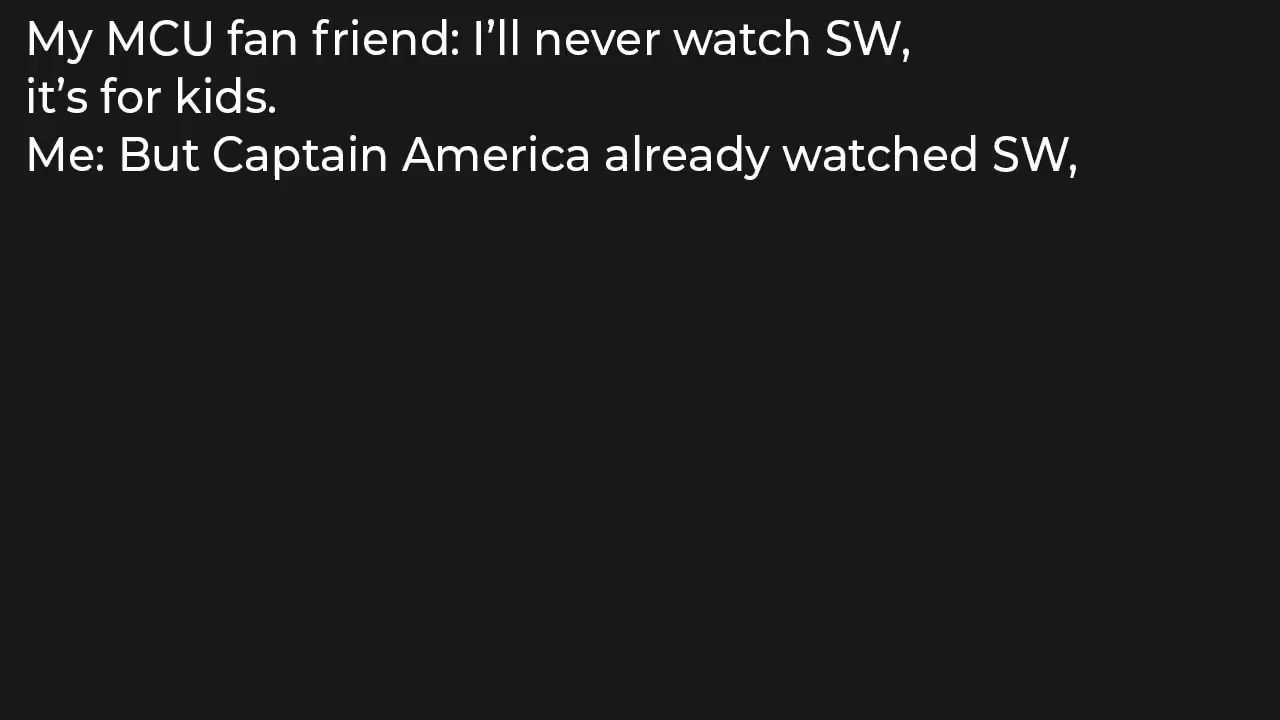 My MCU fan friend: I’ll never watch SW,
it’s for kids.
Me: But Captain America already watched SW,